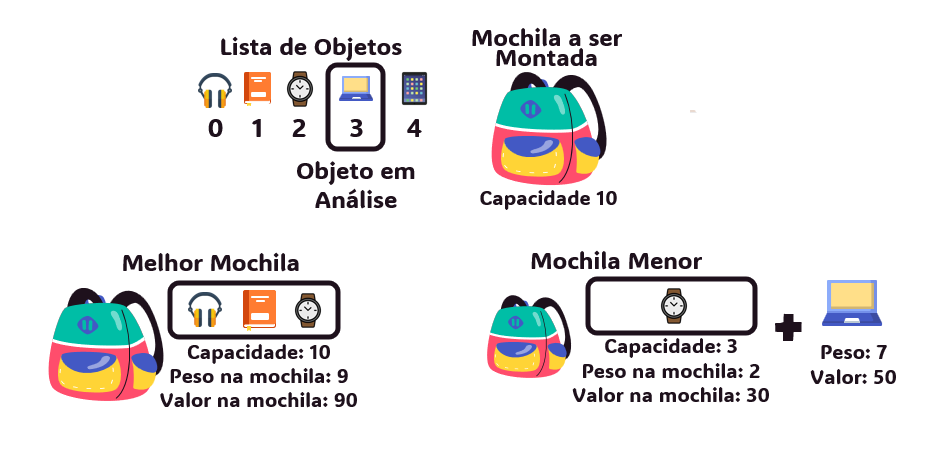 Lista de Objetos
0 1 2 3 4
Objeto em
Análise
Mochila a ser
Montada
Capacidade 10
Melhor Mochila
Capacidade: 10
Peso na mochila: 9
Valor na mochila: 90
Mochila Menor
Capacidade: 3
Peso na mochila: 2
Valor na mochila: 30
+
Peso: 7
Valor: 50